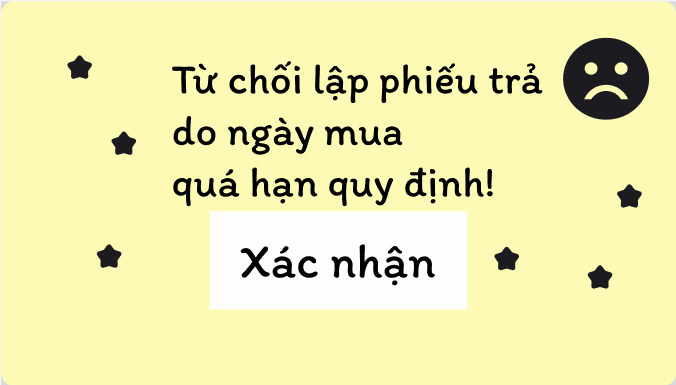 Từ chối lập phiếu trả
do ngày mua
quá hạn quy định!
Xác nhận